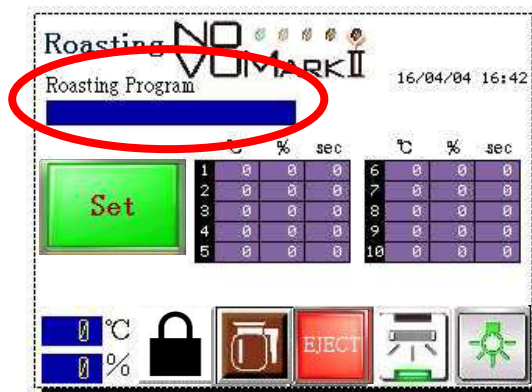 Roasting NOVO MARK II
Roasting Program
16/04/04 16:42
℃ % sec ℃ % sec
1 0 0 0 6 0 0 0
2 0 0 0 7 0 0 0
3 0 0 0 8 0 0 0
4 0 0 0 9 0 0 0
5 0 0 0 10 0 0 0
Set
0 ℃
0 %
EJECT